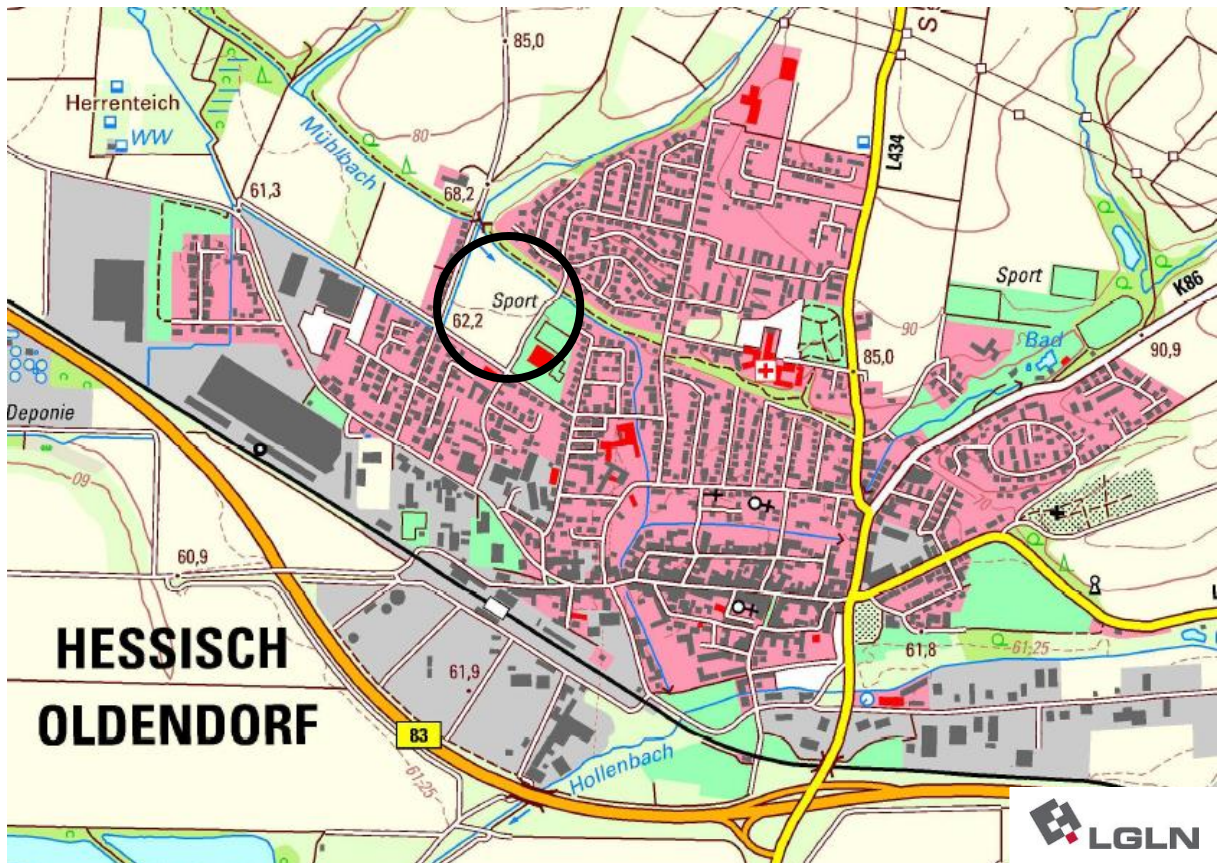 85,0
S
Herrenteich
WW
Mühlbach
80
L434
61,3
68,2
Sport
K86
Sport
62,2
90
Bad
85,0
90,9
Deponie
60
70
60,9
L
HESSISCH
OLDENDORF
61,9
61,8
61,25
83
61,25
Hollenbach
LGLN